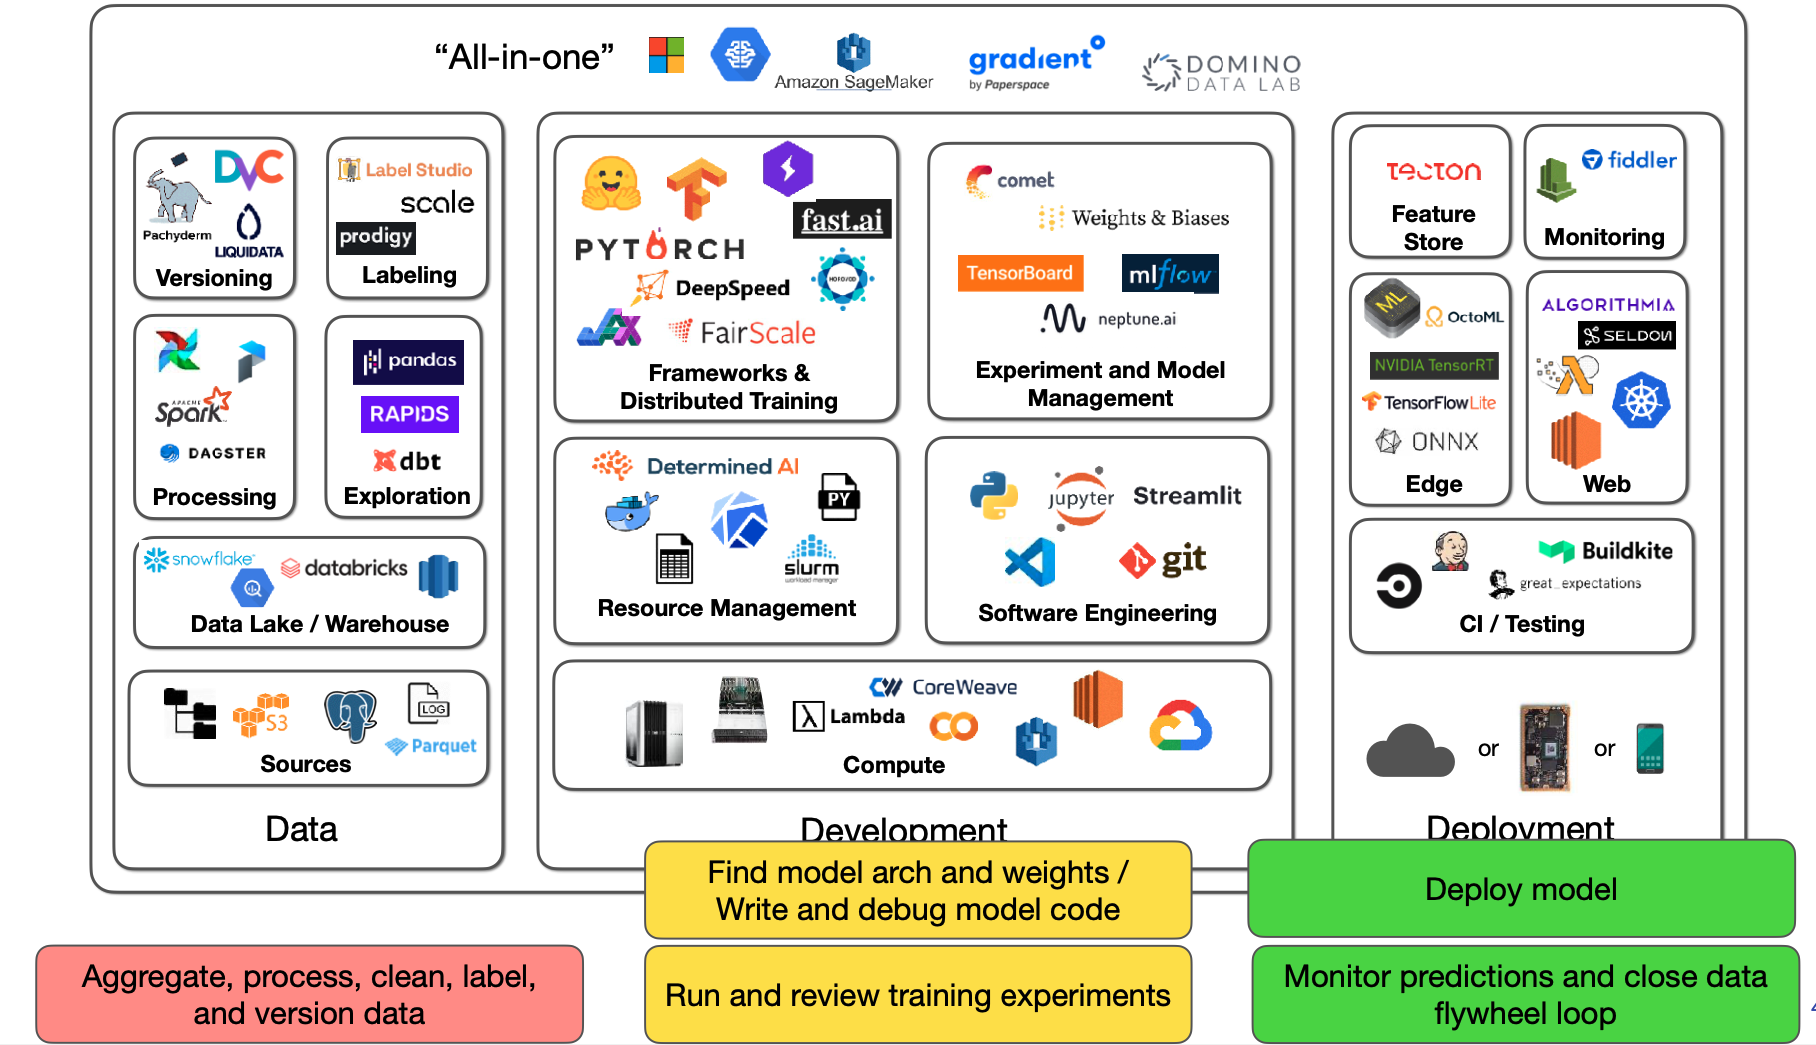 “All-in-one”
Amazon SageMaker
gradient
by Paperspace
DOMINO
DATA LAB
Pachyderm
DVC
LIQUIDATA
Versioning
Label Studio
scale
prodigy
Labeling
APACHE
Spark
DAGSTER
Processing
pandas
RAPIDS
dbt
Exploration
snowflake
databricks
Data Lake / Warehouse
S3
LOG
Parquet
Sources
Data
fast.ai
PYTORCH
HOROVOD
DeepSpeed
JAX
FairScale
Frameworks &
Distributed Training
comet
Weights & Biases
TensorBoard
mlflow
neptune.ai
Experiment and Model
Management
Determined AI
PY
slurm
workload manager
Resource Management
jupyter
Streamlit
git
Software Engineering
CoreWeave
Lambda
Compute
Development
Tecton
Feature
Store
fiddler
Monitoring
ML
OctoML
NVIDIA TensorRT
TensorFlow Lite
ONNX
Edge
ALGORITHMIA
SELDON
Web
Buildkite
great_expectations
CI / Testing
or
or
Deployment
Find model arch and weights /
Write and debug model code
Deploy model
Aggregate, process, clean, label,
and version data
Run and review training experiments
Monitor predictions and close data
flywheel loop